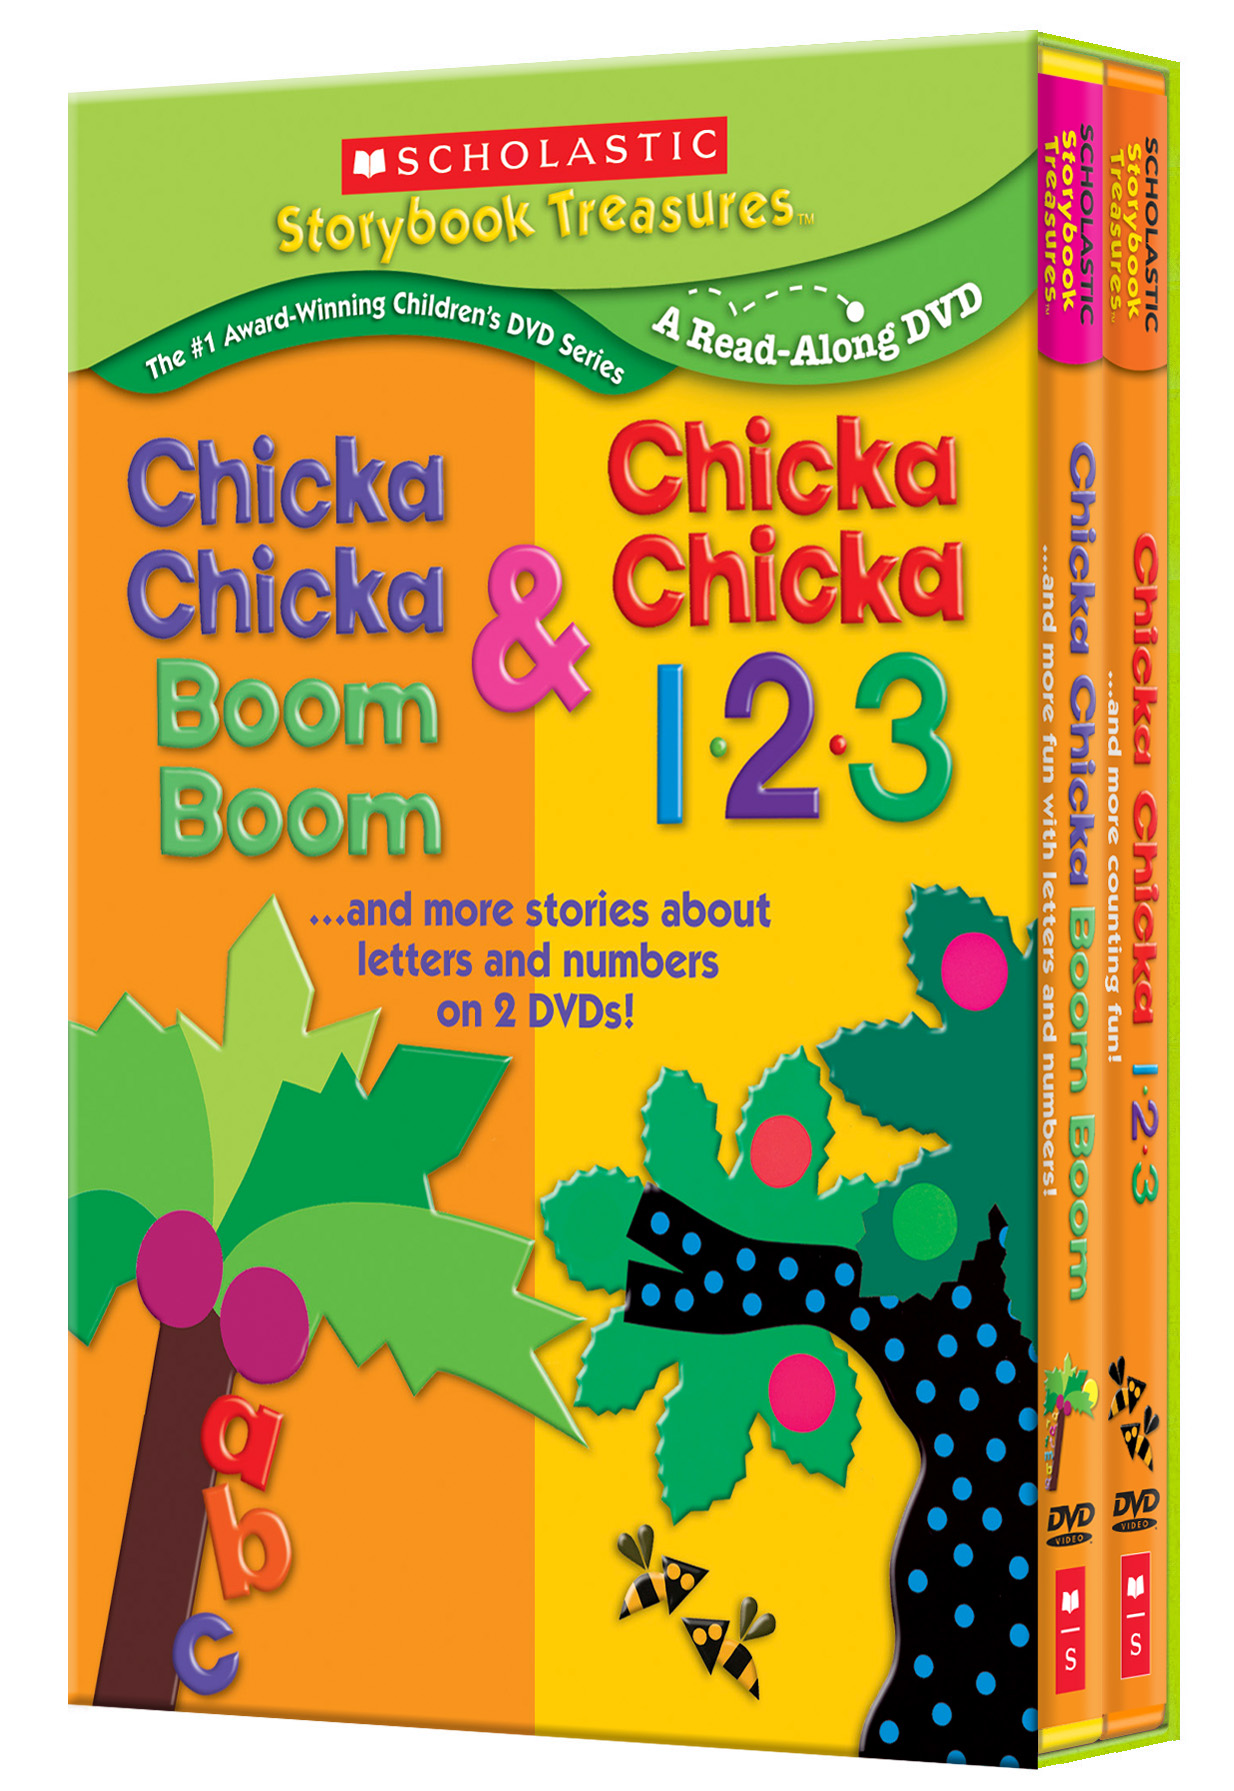 SCHOLASTIC
Storybook Treasures™
The #1 Award-Winning Children's DVD Series
A Read-Along DVD
Chicka
Chicka
Boom
Boom
&
Chicka
Chicka
1·2·3
...and more stories about
letters and numbers
on 2 DVDs!
a
b
c
SCHOLASTIC
Storybook
Treasures™
Chicka Chicka Boom Boom
...and more fun with letters and numbers!
DVD
VIDEO
S
SCHOLASTIC
Storybook
Treasures™
Chicka Chicka 1·2·3
...and more counting fun!
DVD
VIDEO
S